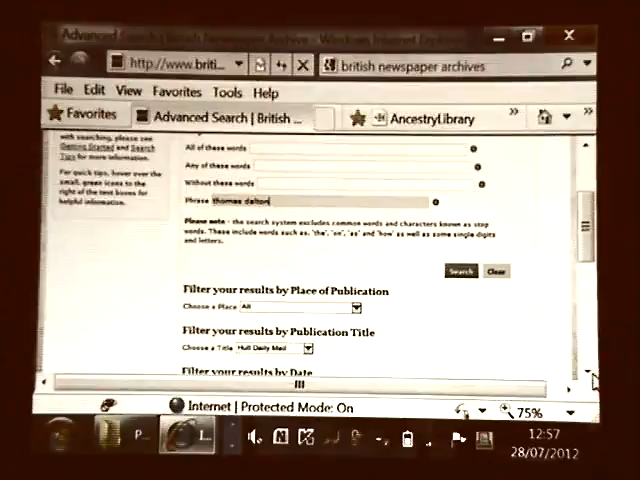 Advanced Search | British Newspaper Archive - Windows Internet Explorer
http://www.briti...
british newspaper archives
File Edit View Favorites Tools Help
Favorites
Advanced Search | British ...
AncestryLibrary
with searching, please see
Getting Started and Search
Tips for more information.
For quick tips, hover over the
small, green icons to the
right of the text boxes for
helpful information.
All of these words
Any of these words
Without these words
Phrase thomas dalton
Please note - the search system excludes common words and characters known as stop
words. These include words such as, 'the', 'on', 'as' and 'how' as well as some single digits
and letters.
Search Clear
Filter your results by Place of Publication
Choose a Place All
Filter your results by Publication Title
Choose a Title Hull Daily Mail
Filter your results by Date
Internet | Protected Mode: On
75%
P...
I...
12:57
28/07/2012